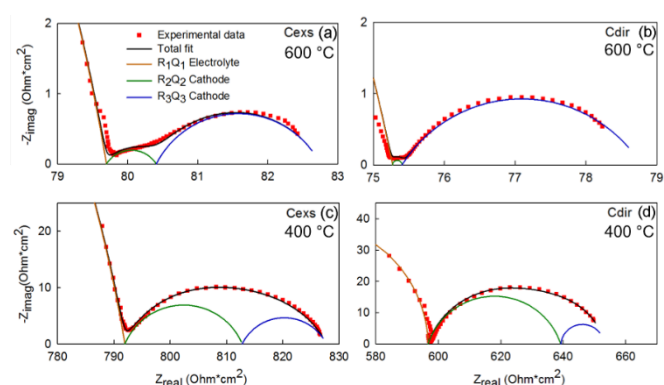 Cexs (a)
600 °C
Experimental data
Total fit
R1Q1 Electrolyte
R2Q2 Cathode
R3Q3 Cathode
2
1
0
79 80 81 82 83
-Zimag(Ohm*cm2)
Cdir (b)
600 °C
2
1
0
75 76 77 78 79
Cexs (c)
400 °C
20
10
0
780 790 800 810 820 830
-Zimag(Ohm*cm2)
Zreal (Ohm*cm2)
Cdir (d)
400 °C
40
30
20
10
0
580 600 620 640 660
Zreal (Ohm*cm2)